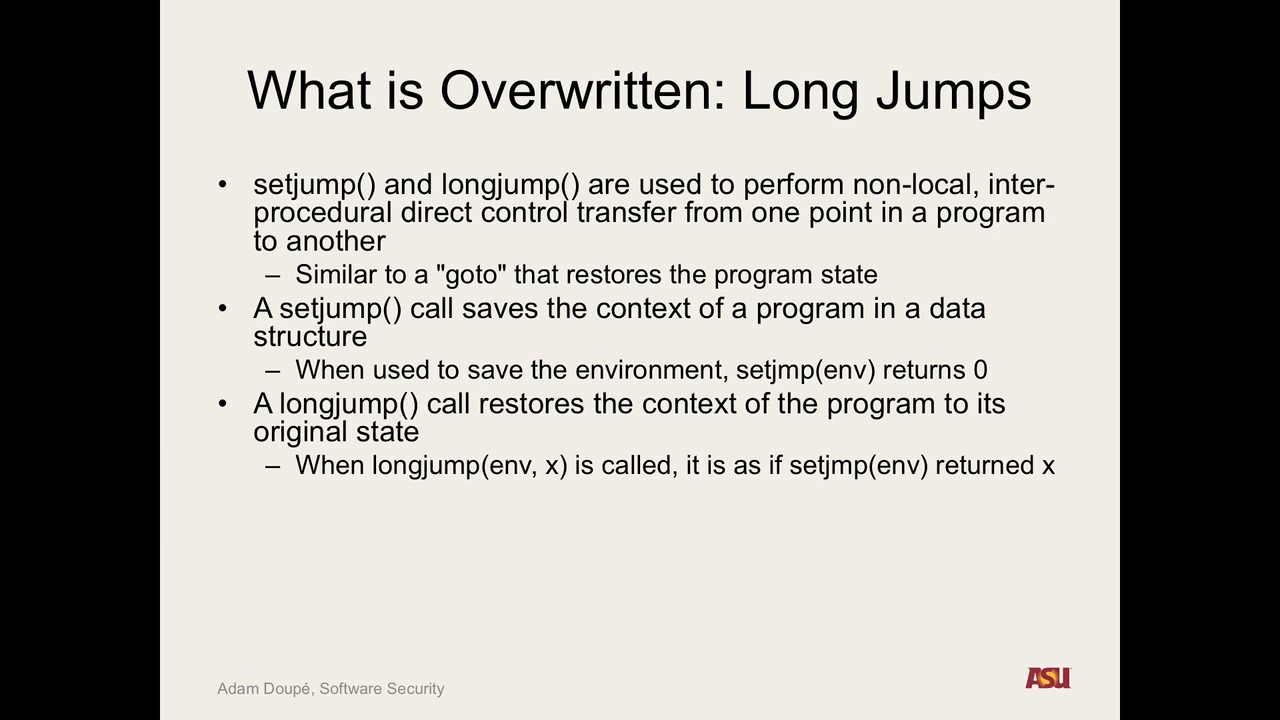 What is Overwritten: Long Jumps
• setjump() and longjump() are used to perform non-local, inter-
procedural direct control transfer from one point in a program
to another
– Similar to a "goto" that restores the program state
• A setjump() call saves the context of a program in a data
structure
– When used to save the environment, setjmp(env) returns 0
• A longjump() call restores the context of the program to its
original state
– When longjump(env, x) is called, it is as if setjmp(env) returned x
Adam Doupé, Software Security
ASU